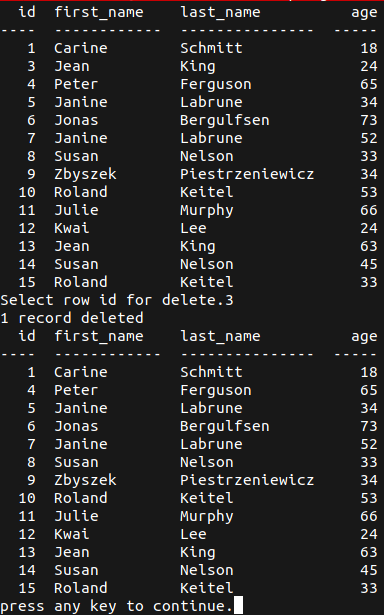 id  first_name    last_name          age
----  ------------  ---------------  -----
   1  Carine        Schmitt             18
   3  Jean          King                24
   4  Peter         Ferguson            65
   5  Janine        Labrune             34
   6  Jonas         Bergulfsen          73
   7  Janine        Labrune             52
   8  Susan         Nelson              33
   9  Zbyszek       Piestrzeniewicz     34
  10  Roland        Keitel              53
  11  Julie         Murphy              66
  12  Kwai          Lee                 24
  13  Jean          King                63
  14  Susan         Nelson              45
  15  Roland        Keitel              33
Select row id for delete.3
1 record deleted
  id  first_name    last_name          age
----  ------------  ---------------  -----
   1  Carine        Schmitt             18
   4  Peter         Ferguson            65
   5  Janine        Labrune             34
   6  Jonas         Bergulfsen          73
   7  Janine        Labrune             52
   8  Susan         Nelson              33
   9  Zbyszek       Piestrzeniewicz     34
  10  Roland        Keitel              53
  11  Julie         Murphy              66
  12  Kwai          Lee                 24
  13  Jean          King                63
  14  Susan         Nelson              45
  15  Roland        Keitel              33
press any key to continue.